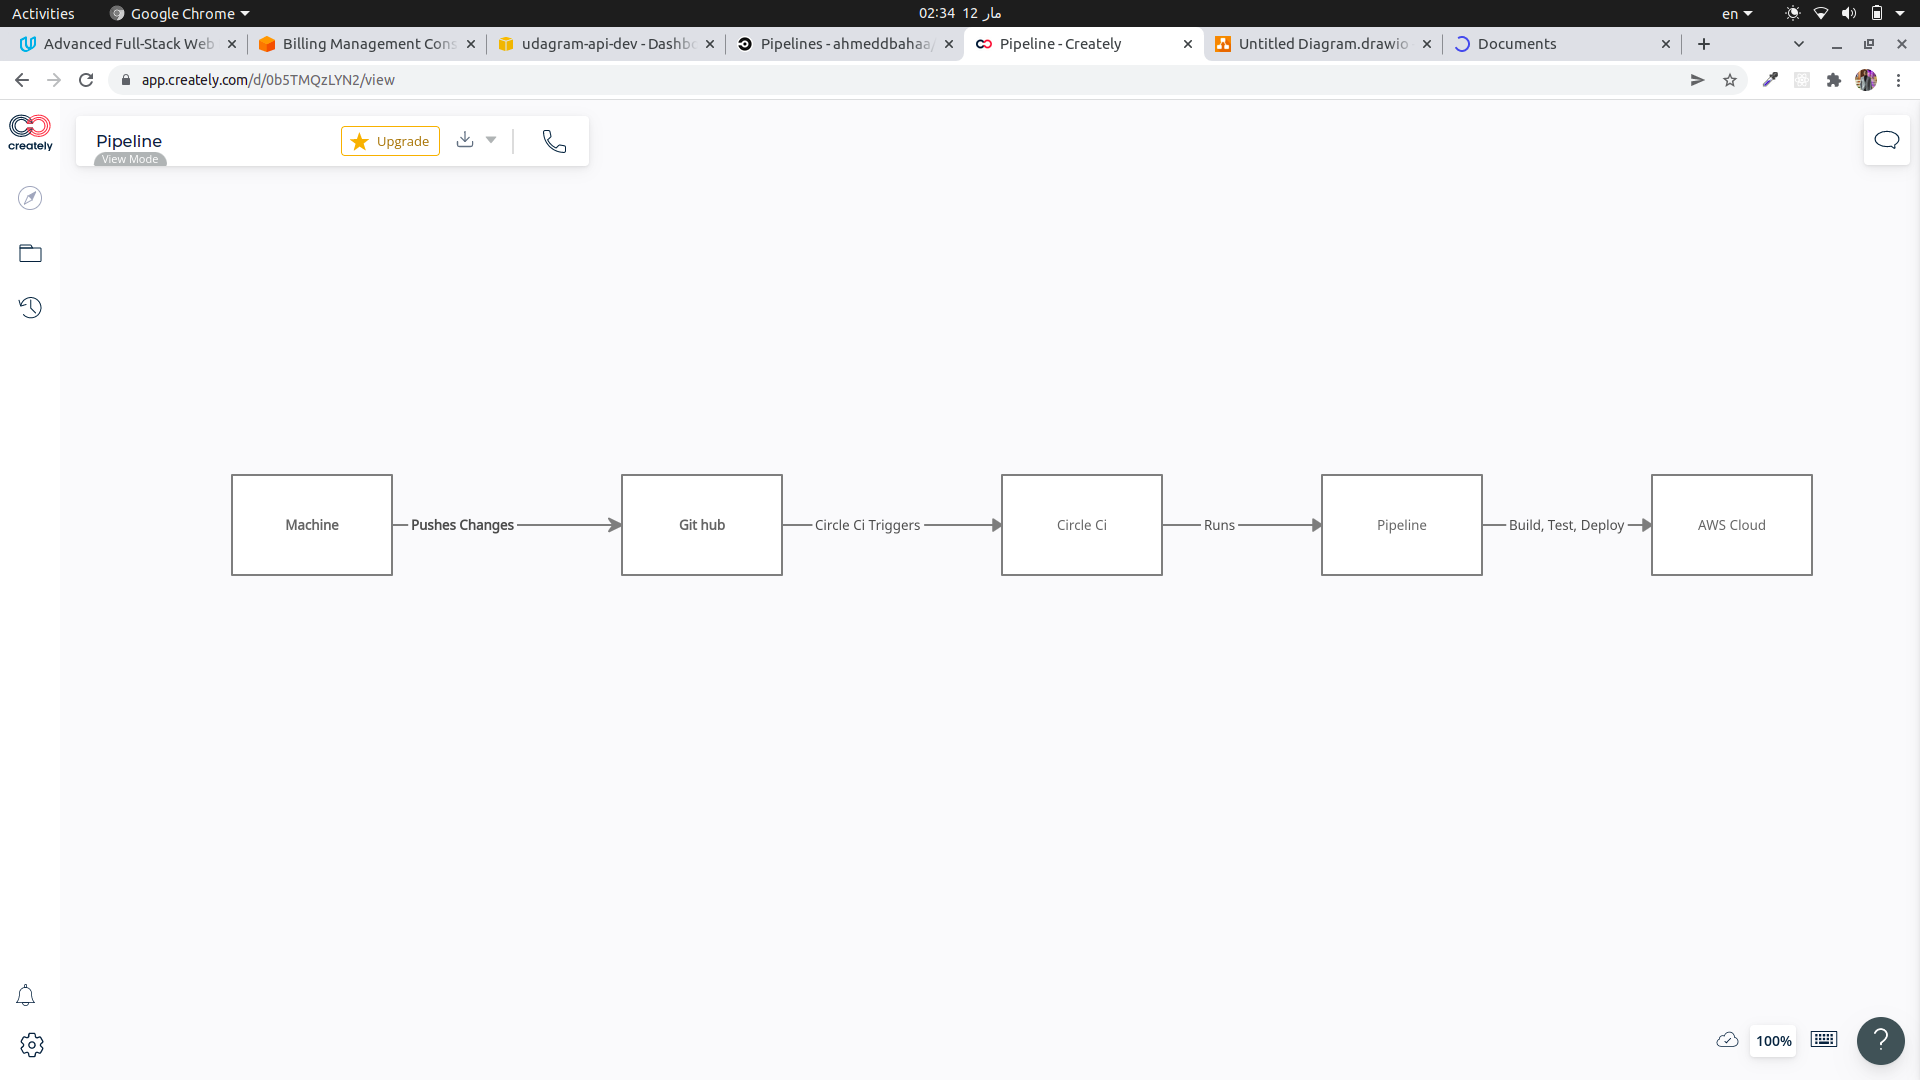 Activities
Google Chrome
02:34 12 مار
en
Advanced Full-Stack Web
Billing Management Cons
udagram-api-dev - Dashbo
Pipelines - ahmeddbahaa/
Pipeline - Creately
Untitled Diagram.drawio
Documents
app.creately.com/d/0b5TMQzLYN2/view
creately
Pipeline
View Mode
Upgrade
Machine
Pushes Changes
Git hub
Circle Ci Triggers
Circle Ci
Runs
Pipeline
Build, Test, Deploy
AWS Cloud
100%
?